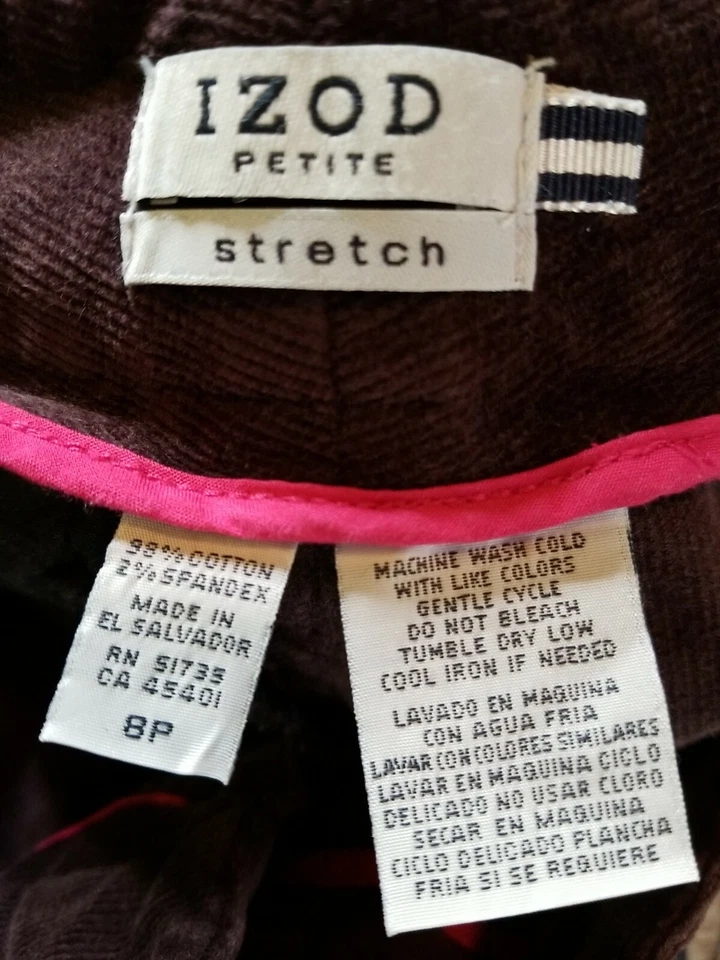 IZOD
PETITE
stretch
98% COTTON
2% SPANDEX
MADE IN
EL SALVADOR
RN 51735
CA 45401
8P
MACHINE WASH COLD
WITH LIKE COLORS
GENTLE CYCLE
DO NOT BLEACH
TUMBLE DRY LOW
COOL IRON IF NEEDED
LAVADO EN MAQUINA
CON AGUA FRIA
LAVAR CON COLORES SIMILARES
LAVAR EN MAQUINA CICLO
DELICADO NO USAR CLORO
SECAR EN MAQUINA
CICLO DELICADO PLANCHA
FRIA SI SE REQUIERE